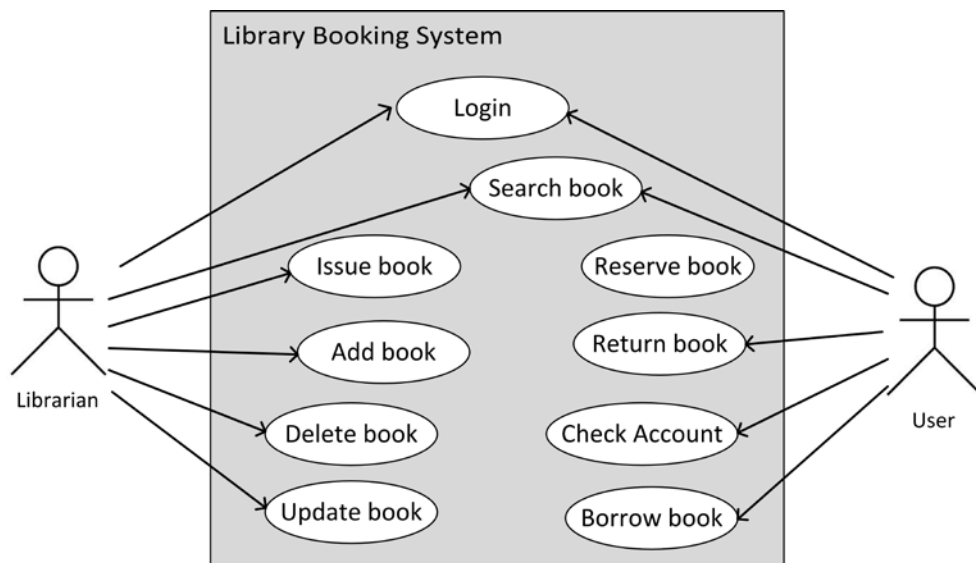 Library Booking System
Login
Search book
Issue book
Reserve book
Add book
Return book
Librarian
Delete book
Check Account
User
Update book
Borrow book